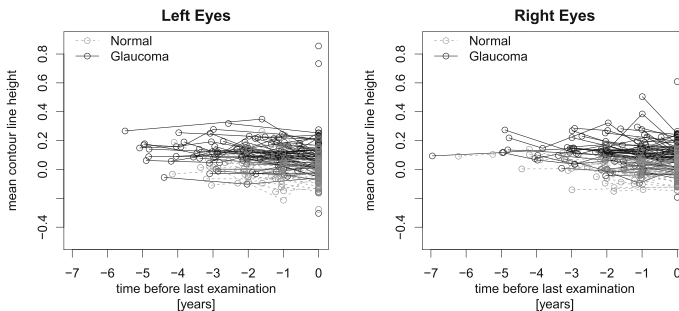 Left Eyes
Normal
Glaucoma
mean contour line height
0.8
0.6
0.4
0.2
0.0
−0.4
−7 −6 −5 −4 −3 −2 −1 0
time before last examination
[years]
Right Eyes
Normal
Glaucoma
mean contour line height
0.8
0.6
0.4
0.2
0.0
−0.4
−7 −6 −5 −4 −3 −2 −1 0
time before last examination
[years]